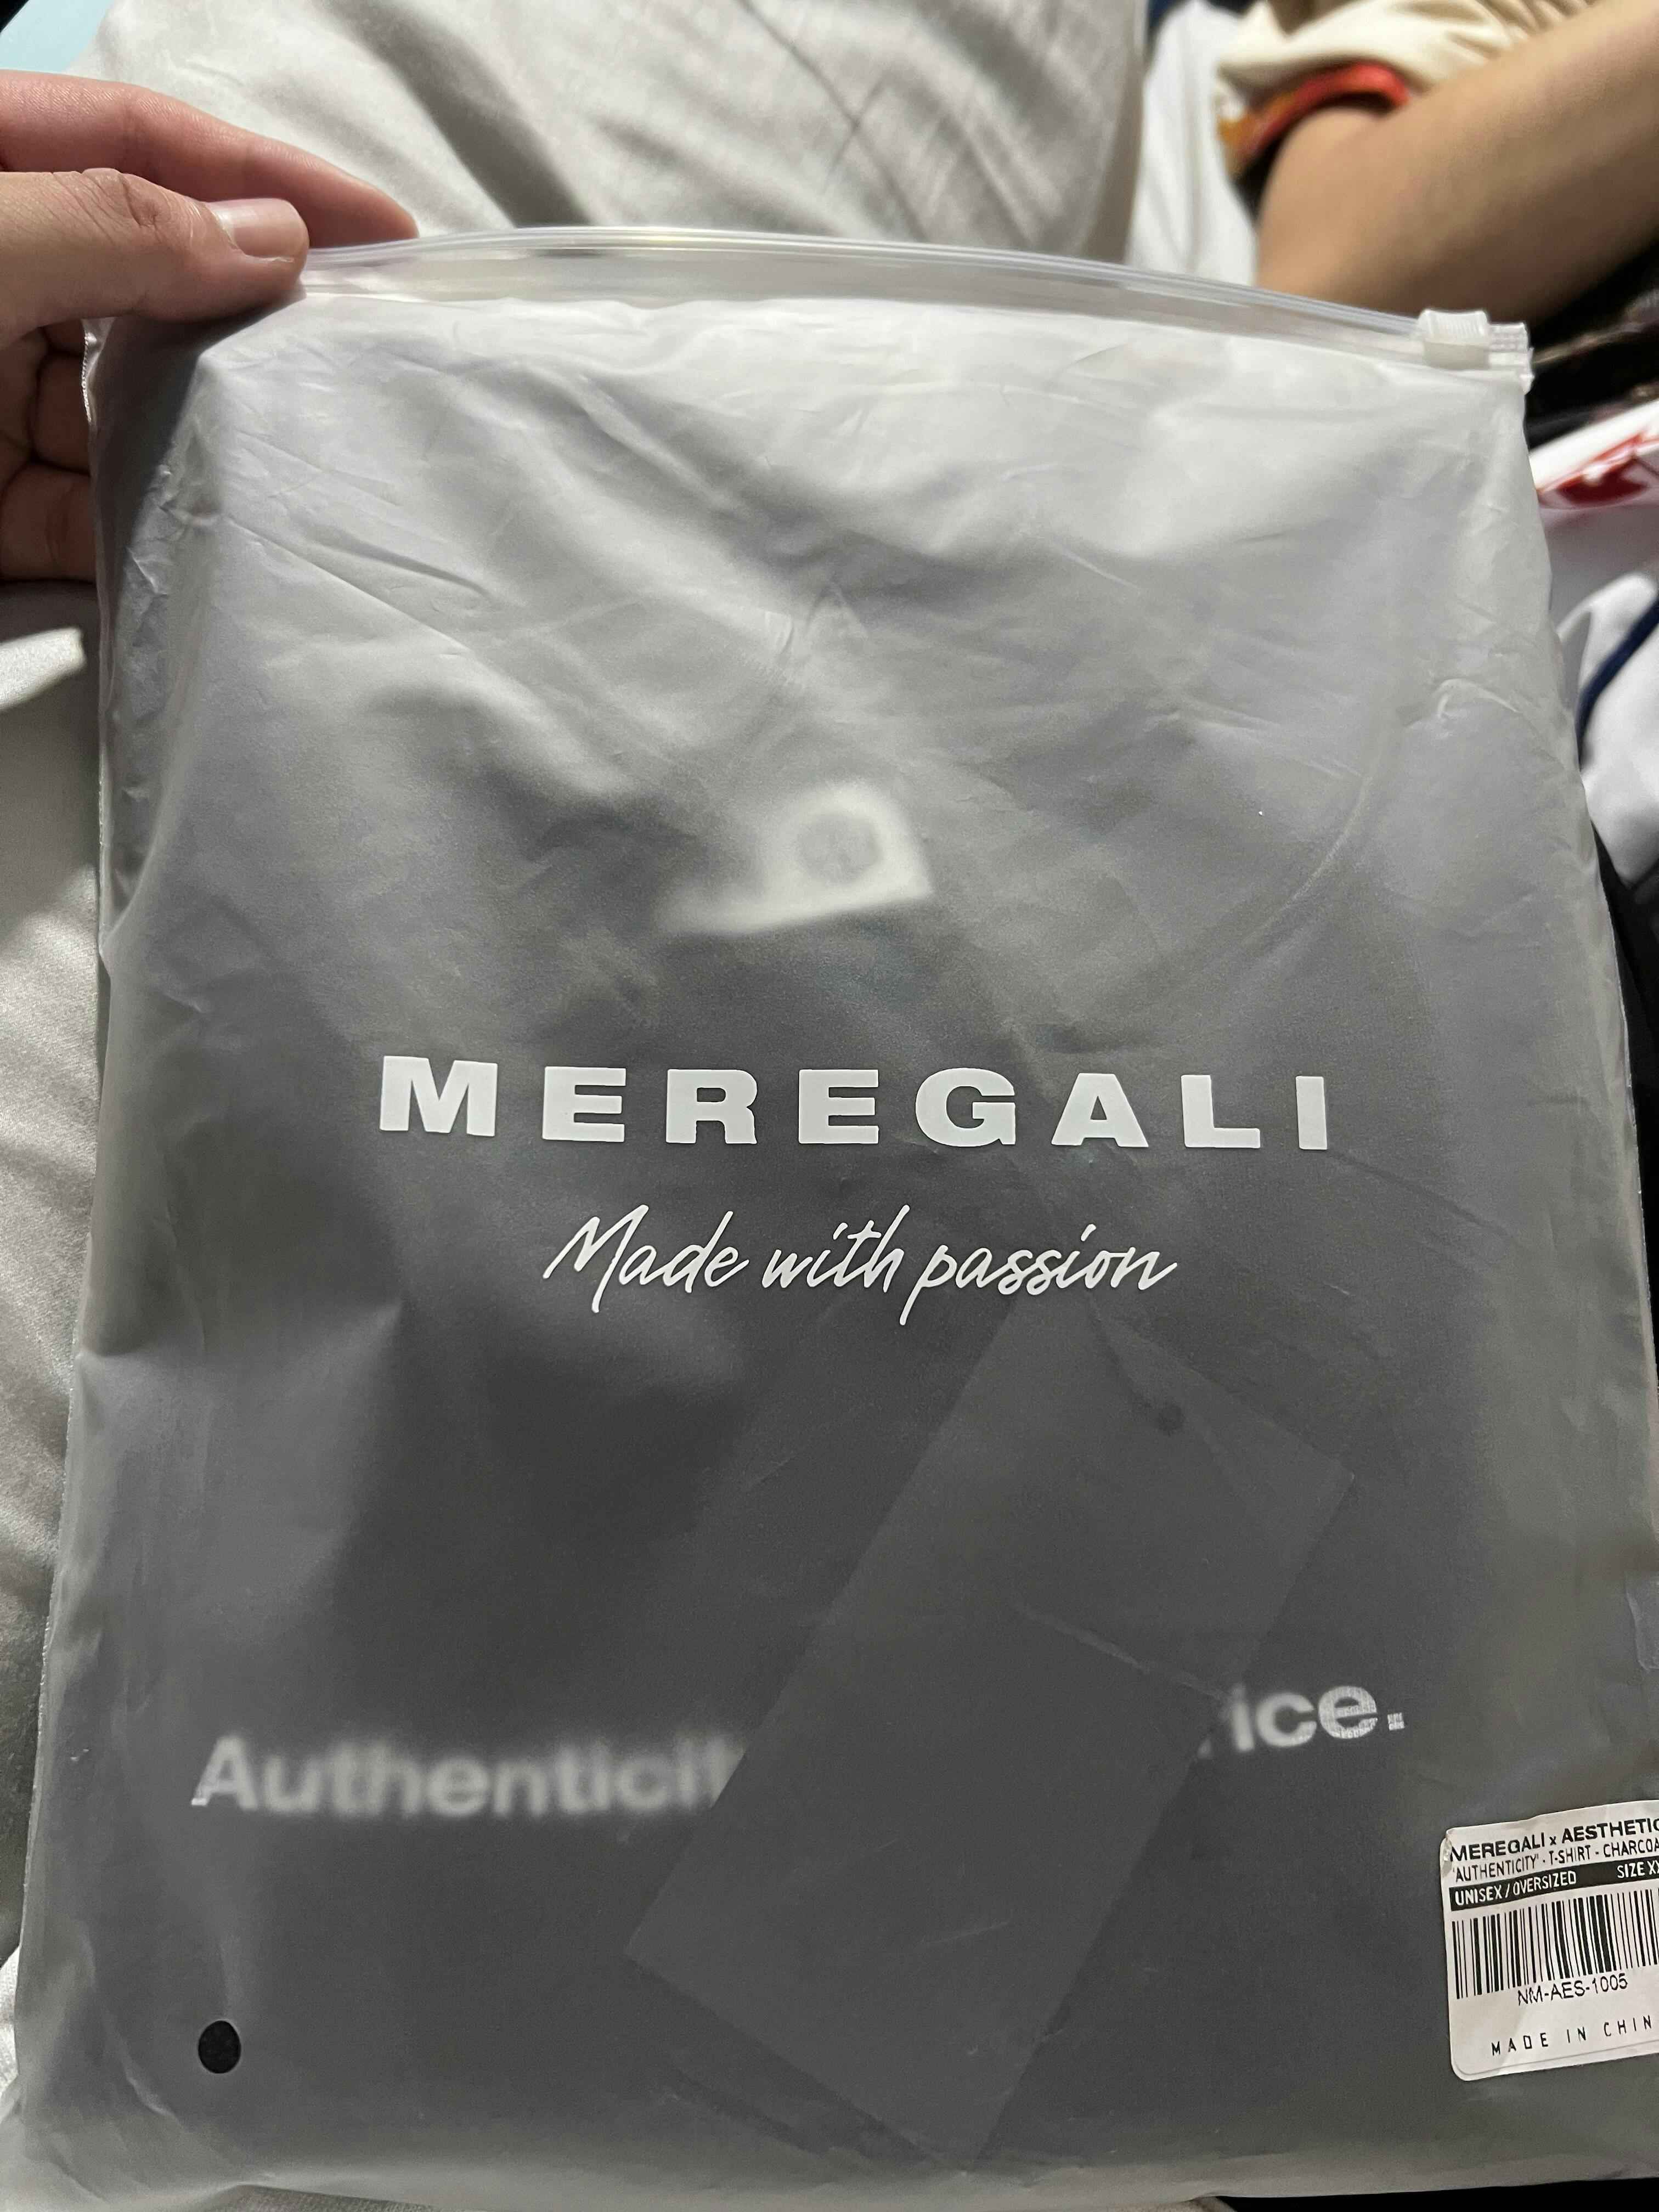 MEREGALI
Made with passion
Authenticit
ice.
MEREGALI x AESTHETIC
'AUTHENTICITY' - T-SHIRT - CHARCOA
UNISEX / OVERSIZED SIZE XX
NM-AES-1005
MADE IN CHIN